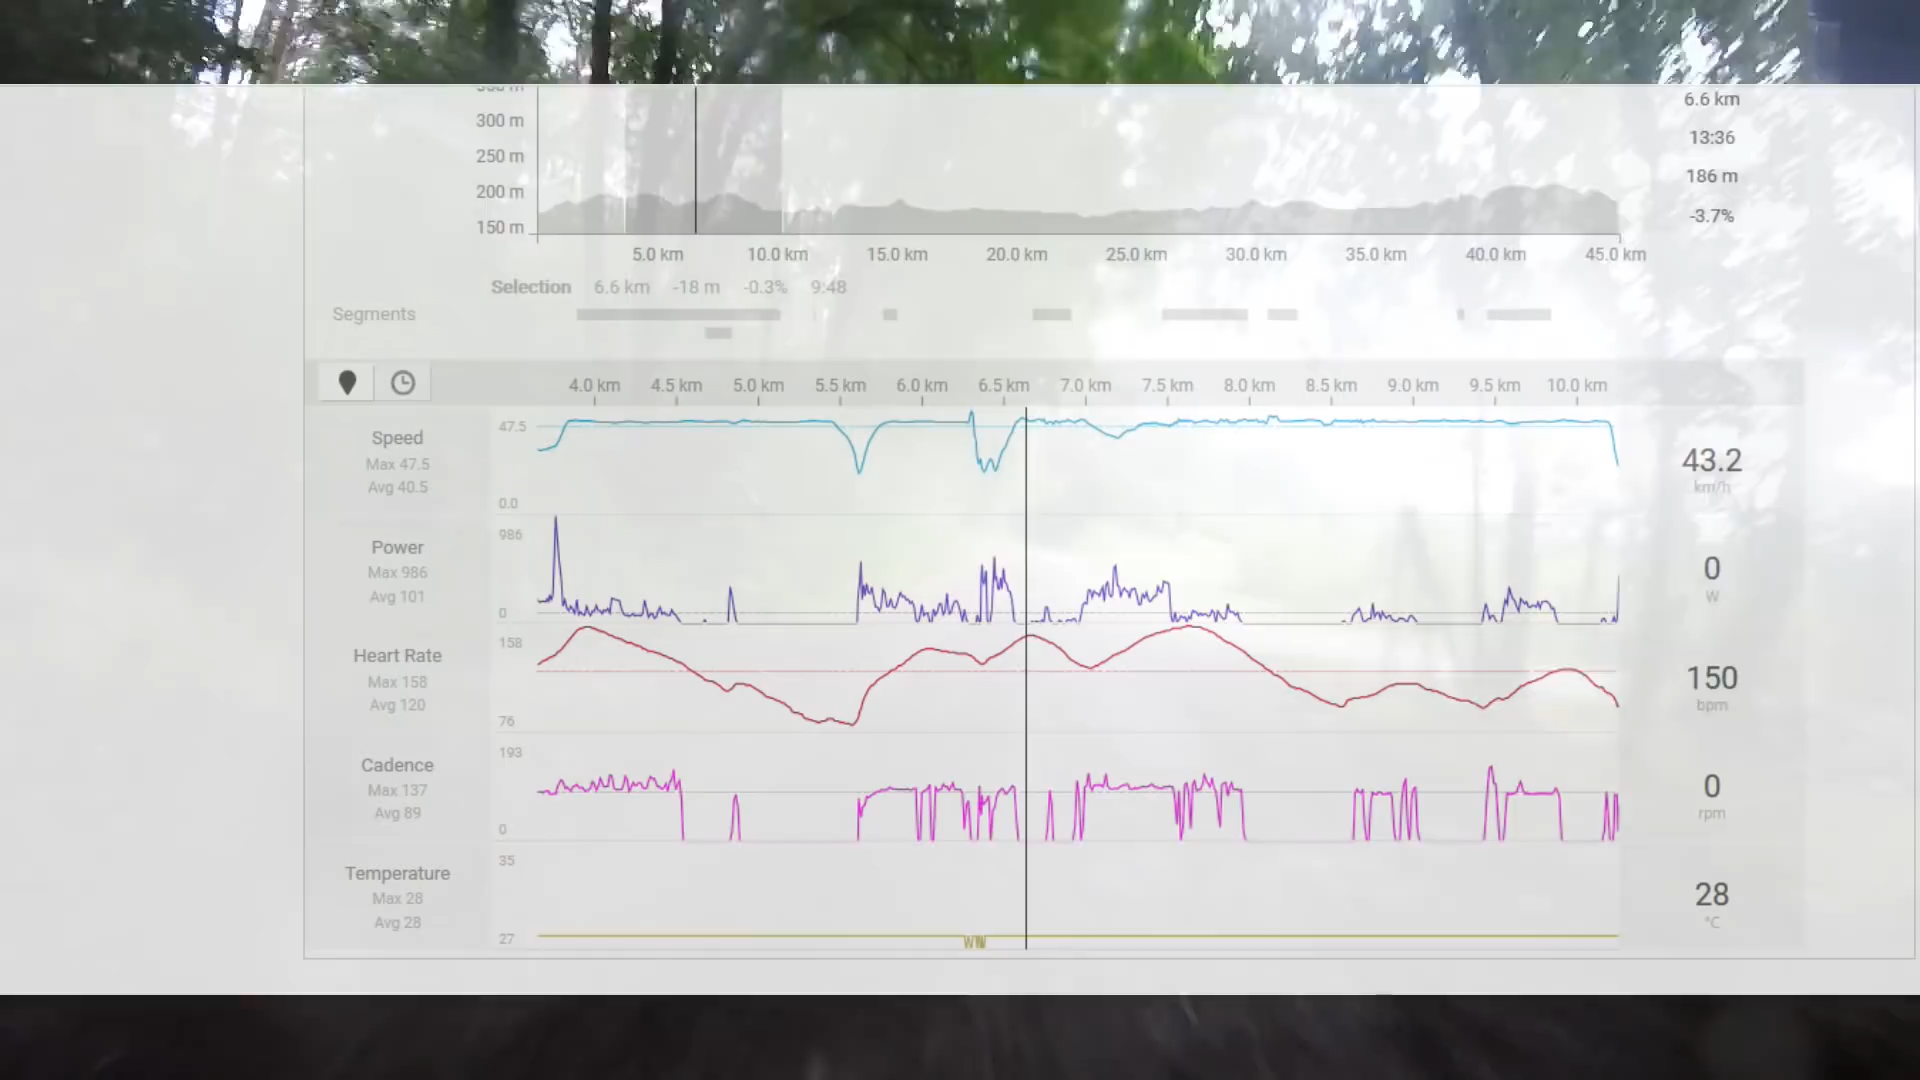 300 m
250 m
200 m
150 m
6.6 km
13:36
186 m
-3.7%
5.0 km 10.0 km 15.0 km 20.0 km 25.0 km 30.0 km 35.0 km 40.0 km 45.0 km
Selection 6.6 km -18 m -0.3% 9:48
Segments
4.0 km 4.5 km 5.0 km 5.5 km 6.0 km 6.5 km 7.0 km 7.5 km 8.0 km 8.5 km 9.0 km 9.5 km 10.0 km
Speed
Max 47.5
Avg 40.5
47.5
0.0
43.2
km/h
Power
Max 986
Avg 101
986
0
0
W
Heart Rate
Max 158
Avg 120
158
76
150
bpm
Cadence
Max 137
Avg 89
193
0
0
rpm
Temperature
Max 28
Avg 28
35
27
28
°C